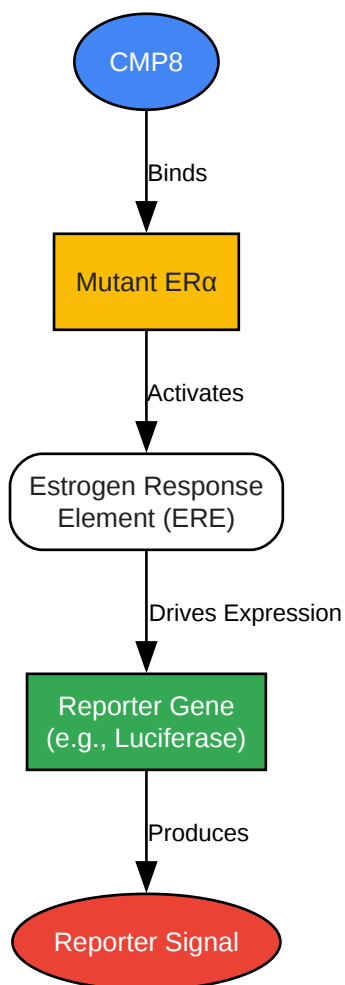 CMP8
Binds
Mutant ERα
Activates
Estrogen Response
Element (ERE)
Drives Expression
Reporter Gene
(e.g., Luciferase)
Produces
Reporter Signal